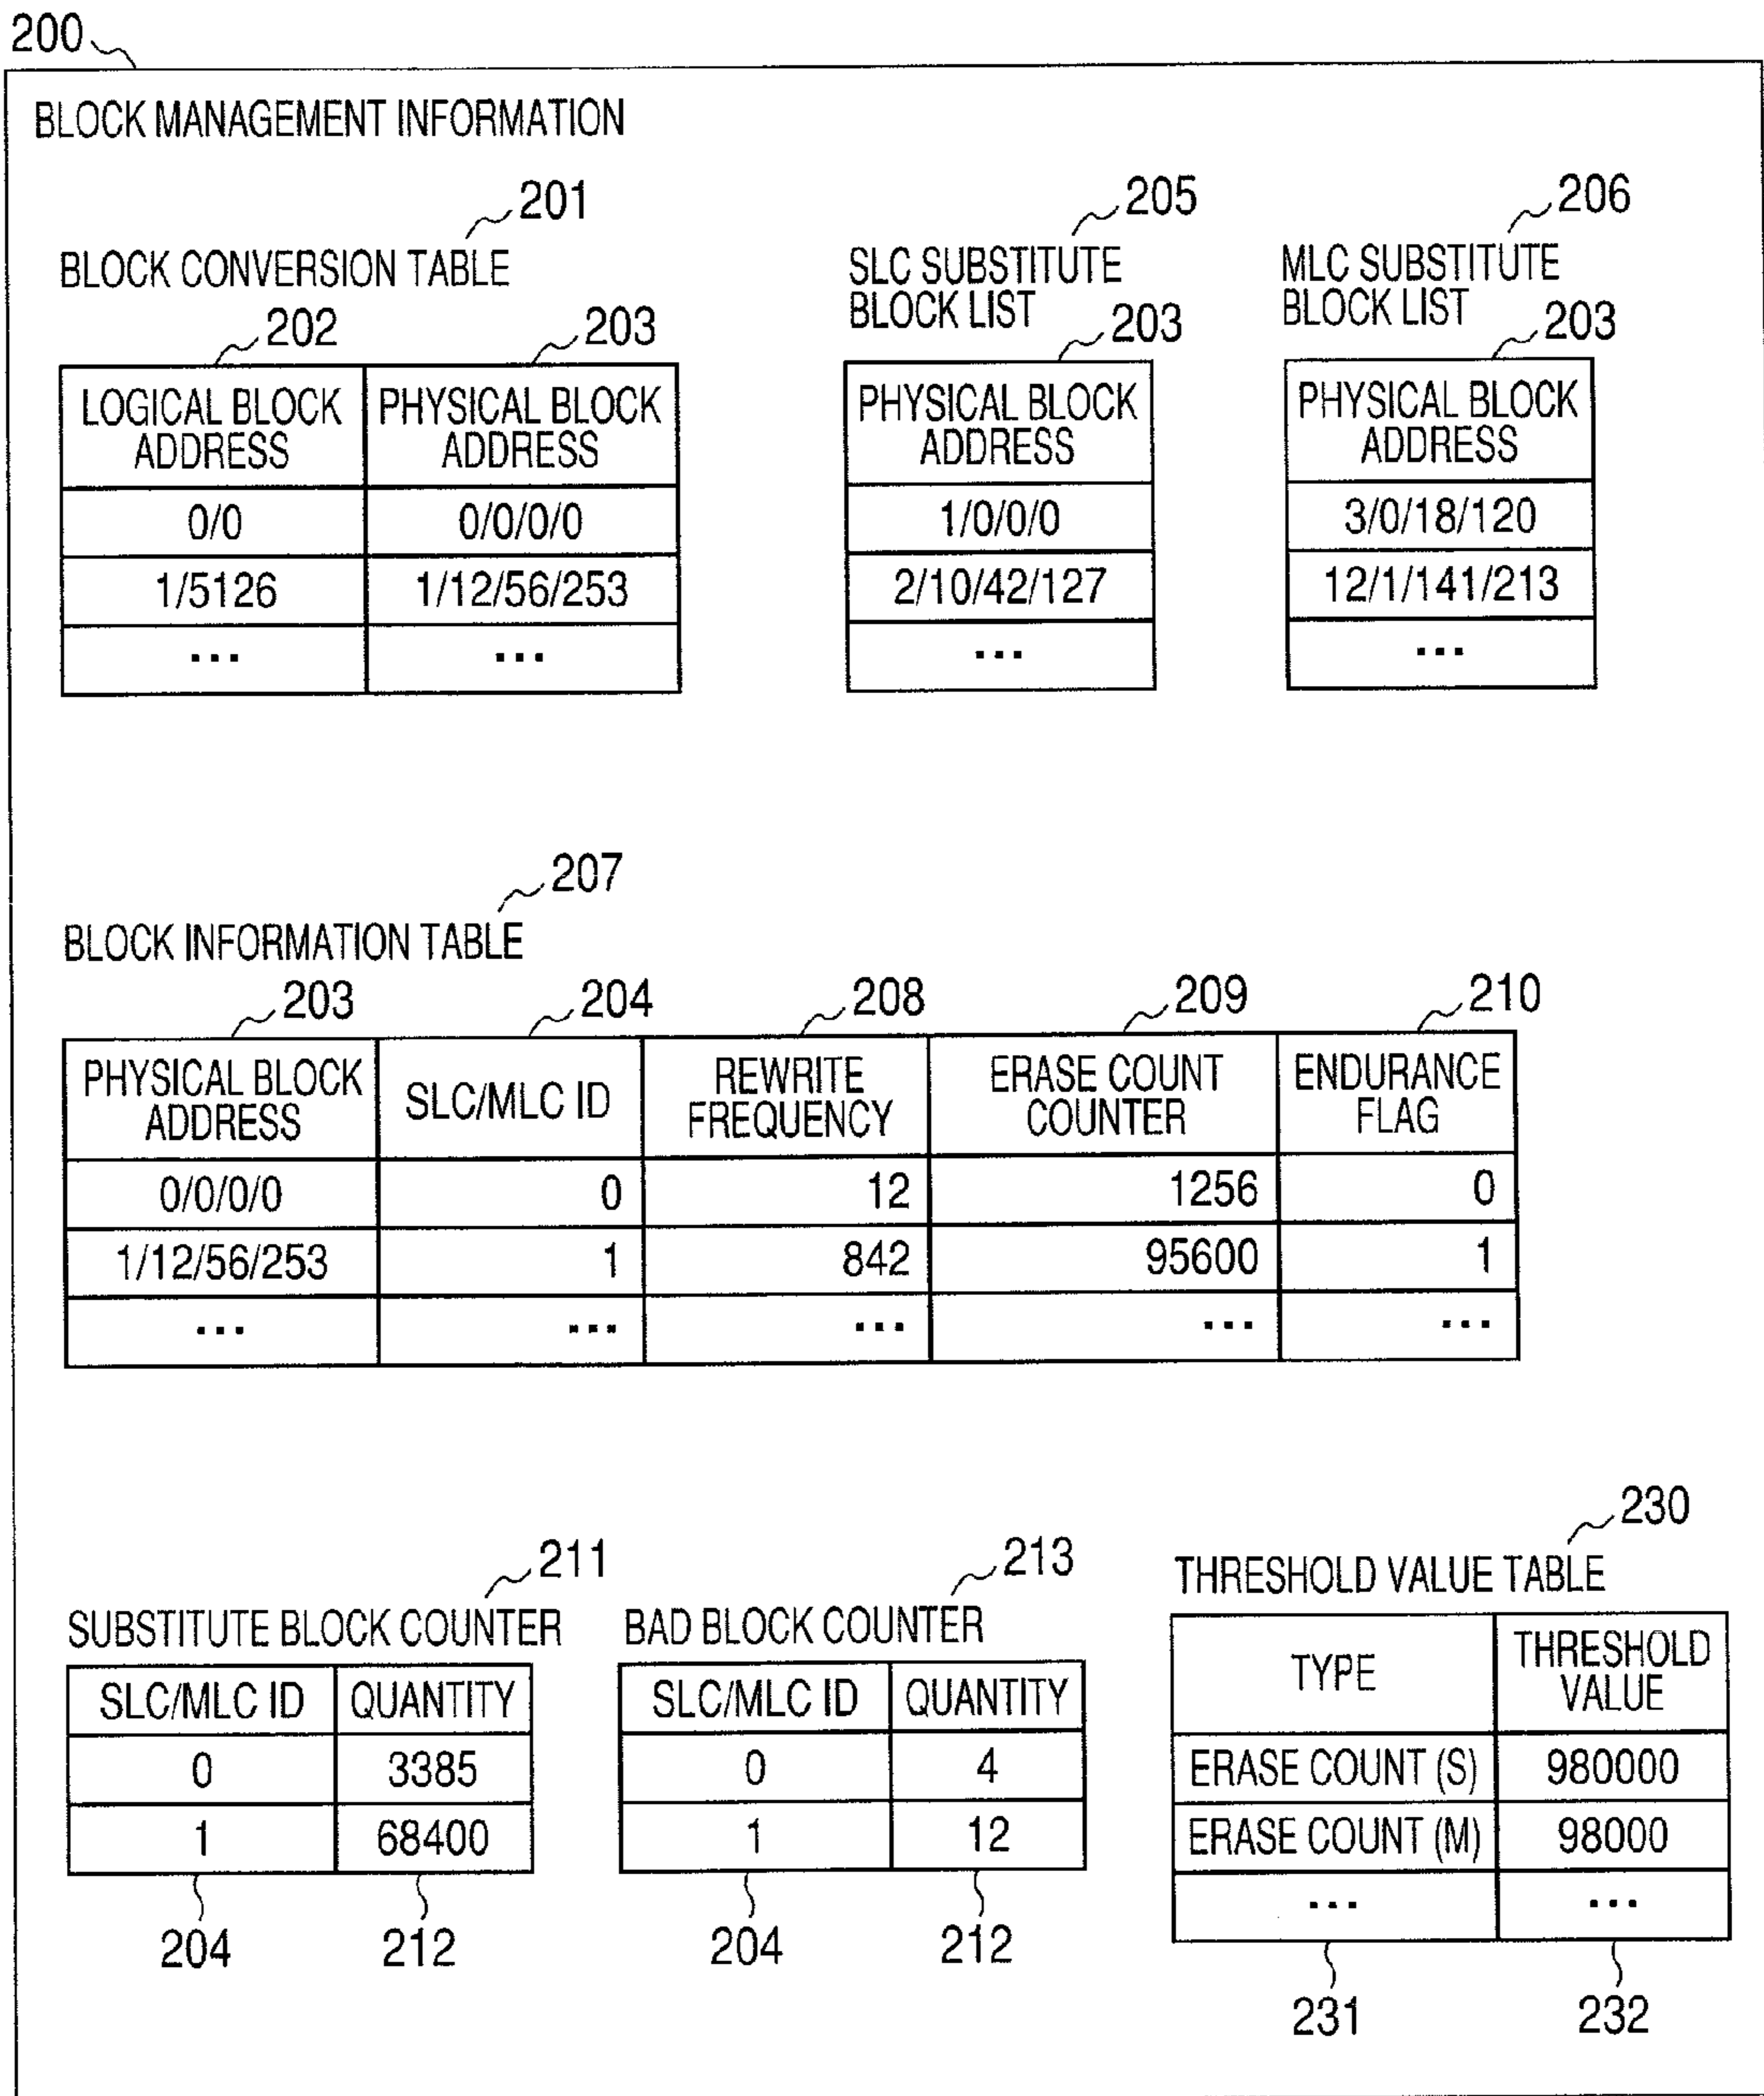 200
BLOCK MANAGEMENT INFORMATION
201
BLOCK CONVERSION TABLE
202 203
LOGICAL BLOCK ADDRESS PHYSICAL BLOCK ADDRESS
0/0 0/0/0/0
1/5126 1/12/56/253
... ...
205
SLC SUBSTITUTE
BLOCK LIST
203
PHYSICAL BLOCK
ADDRESS
1/0/0/0
2/10/42/127
...
206
MLC SUBSTITUTE
BLOCK LIST
203
PHYSICAL BLOCK
ADDRESS
3/0/18/120
12/1/141/213
...
207
BLOCK INFORMATION TABLE
203 204 208 209 210
PHYSICAL BLOCK ADDRESS SLC/MLC ID REWRITE FREQUENCY ERASE COUNT COUNTER ENDURANCE FLAG
0/0/0/0 0 12 1256 0
1/12/56/253 1 842 95600 1
... ... ... ... ...
211
SUBSTITUTE BLOCK COUNTER
SLC/MLC ID QUANTITY
0 3385
1 68400
204 212
213
BAD BLOCK COUNTER
SLC/MLC ID QUANTITY
0 4
1 12
204 212
230
THRESHOLD VALUE TABLE
TYPE THRESHOLD VALUE
ERASE COUNT (S) 980000
ERASE COUNT (M) 98000
... ...
231 232